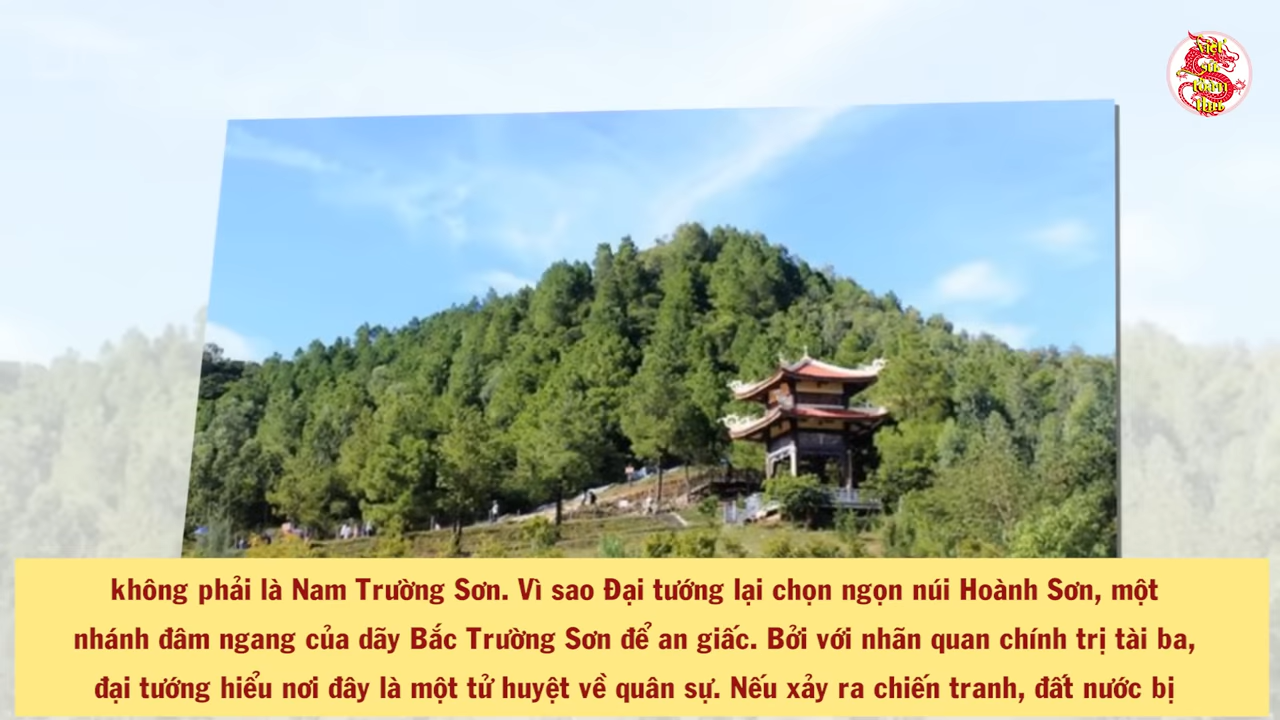 không phải là Nam Trường Sơn. Vì sao Đại tướng lại chọn ngọn núi Hoành Sơn, một
nhánh đâm ngang của dãy Bắc Trường Sơn để an giấc. Bởi với nhãn quan chính trị tài ba,
đại tướng hiểu nơi đây là một tử huyệt về quân sự. Nếu xảy ra chiến tranh, đất nước bị